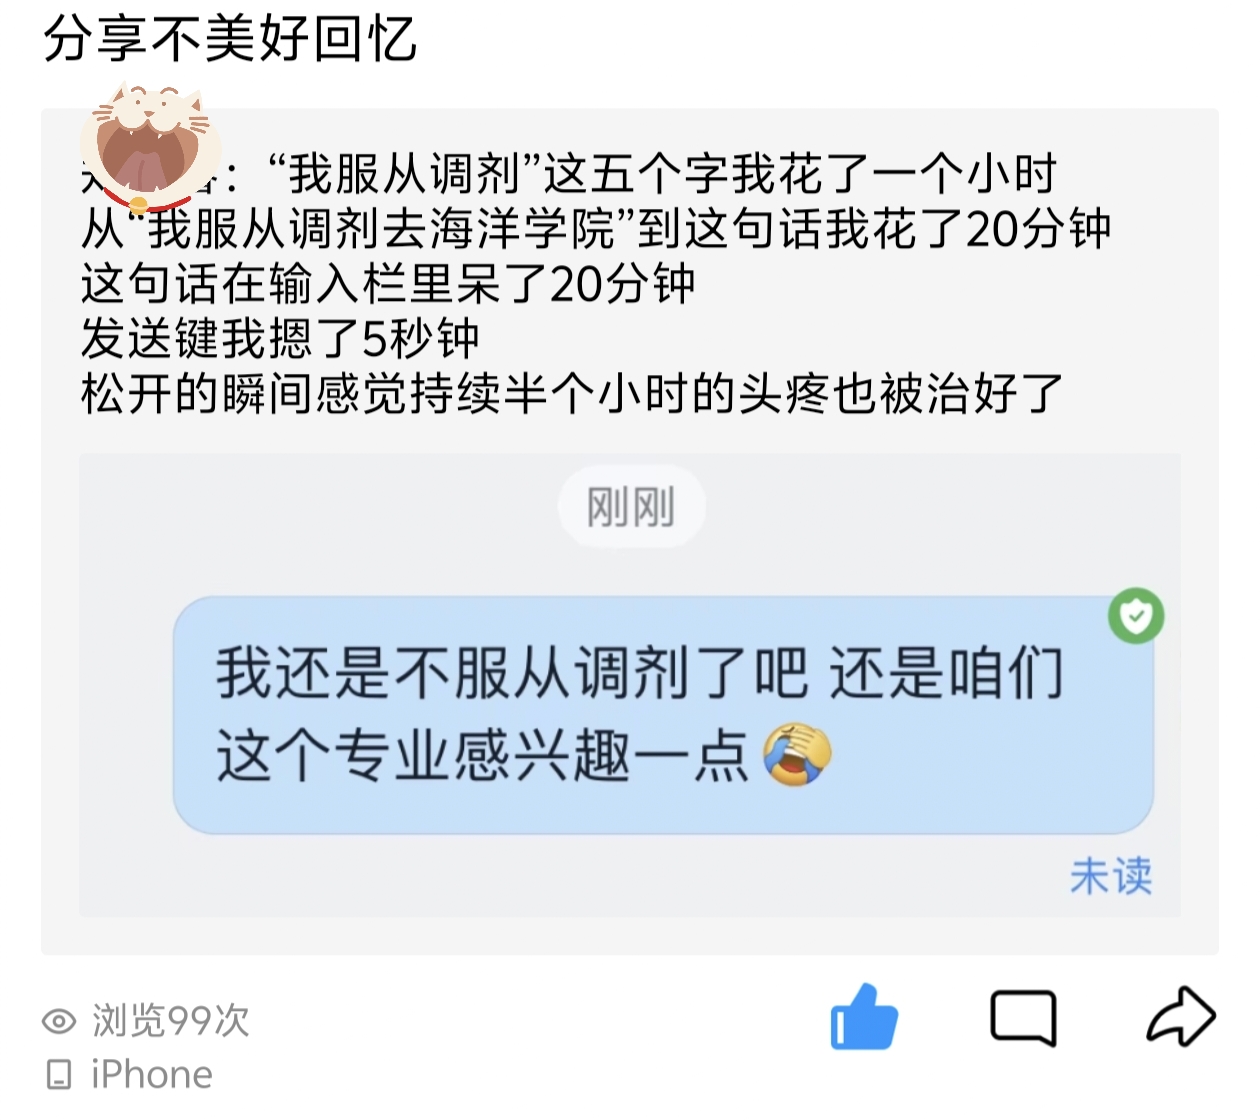 分享不美好回忆
：“我服从调剂”这五个字我花了一个小时
从“我服从调剂去海洋学院”到这句话我花了20分钟
这句话在输入栏里呆了20分钟
发送键我摁了5秒钟
松开的瞬间感觉持续半个小时的头疼也被治好了
刚刚
我还是不服从调剂了吧 还是咱们
这个专业感兴趣一点
未读
浏览99次
iPhone